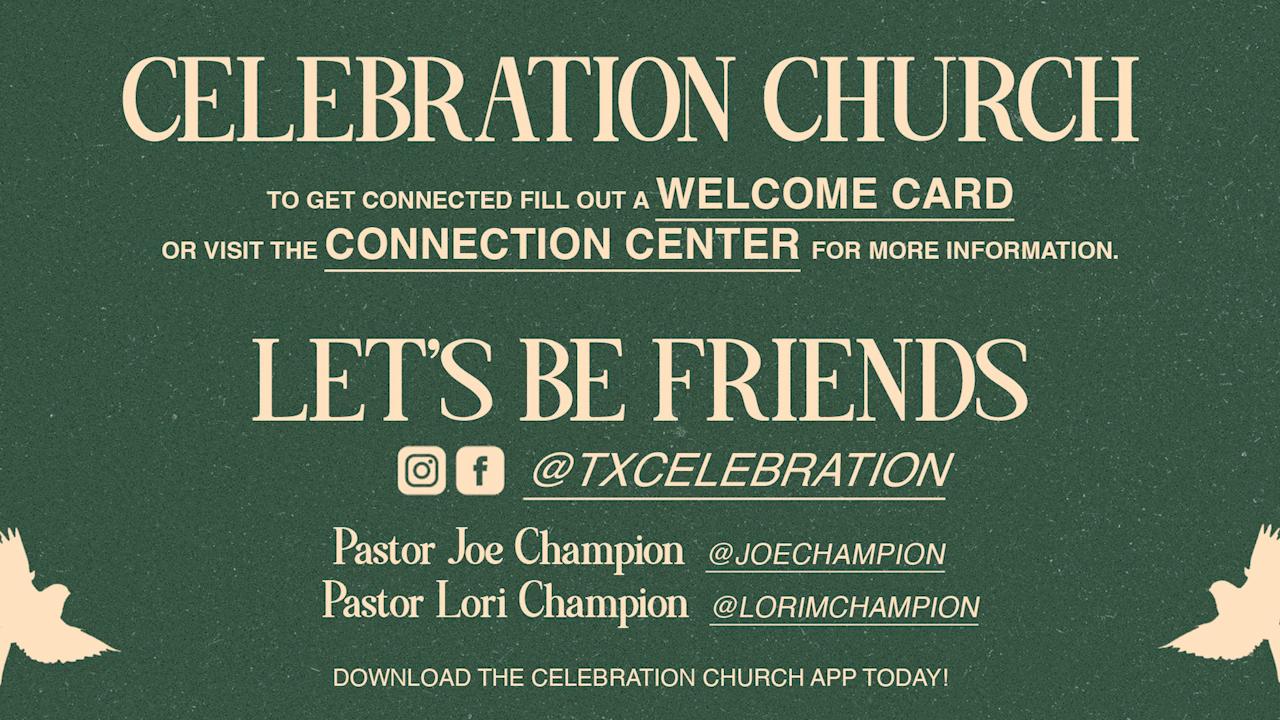 CELEBRATION CHURCH
TO GET CONNECTED FILL OUT A WELCOME CARD
OR VISIT THE CONNECTION CENTER FOR MORE INFORMATION.
LET'S BE FRIENDS
@TXCELEBRATION
Pastor Joe Champion @JOECHAMPION
Pastor Lori Champion @LORIMCHAMPION
DOWNLOAD THE CELEBRATION CHURCH APP TODAY!